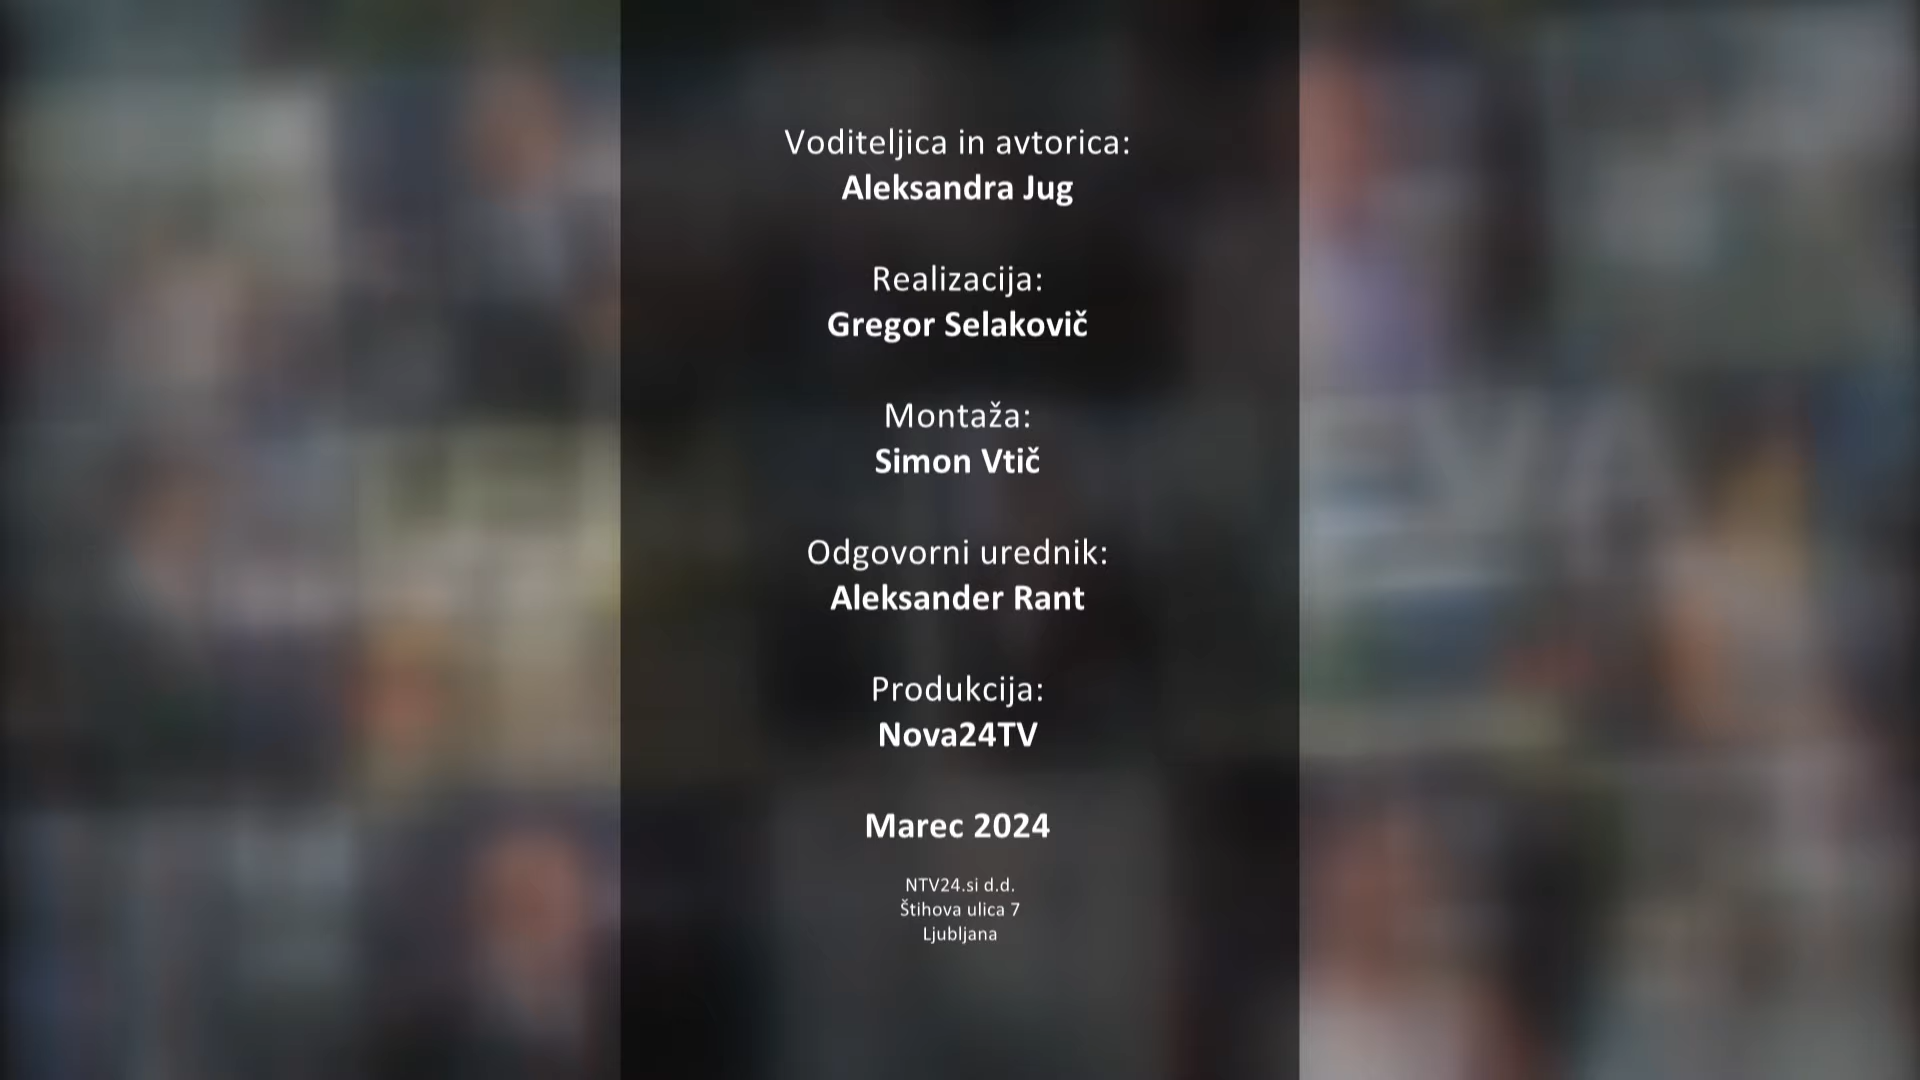 Voditeljica in avtorica:
Aleksandra Jug
Realizacija:
Gregor Selakovič
Montaža:
Simon Vtič
Odgovorni urednik:
Aleksander Rant
Produkcija:
Nova24TV
Marec 2024
NTV24.si d.d.
Štihova ulica 7
Ljubljana